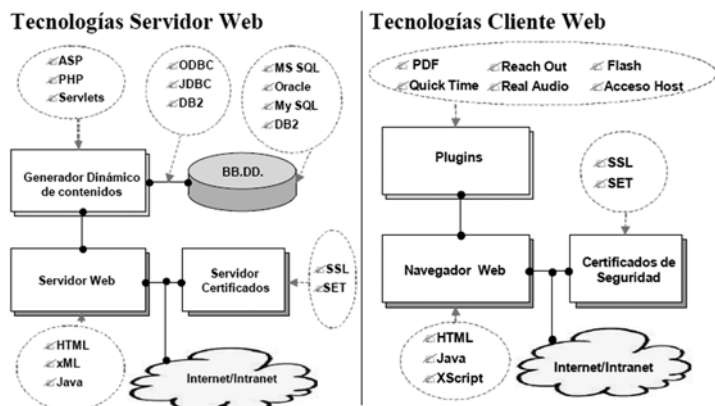 Tecnologías Servidor Web
ASP
PHP
Servlets
ODBC
JDBC
DB2
MS SQL
Oracle
My SQL
DB2
Generador Dinámico
de contenidos
BB.DD.
Servidor Web
Servidor
Certificados
SSL
SET
HTML
xML
Java
Internet/Intranet
Tecnologías Cliente Web
PDF
Reach Out
Flash
Quick Time
Real Audio
Acceso Host
Plugins
SSL
SET
Navegador Web
Certificados de
Seguridad
HTML
Java
XScript
Internet/Intranet